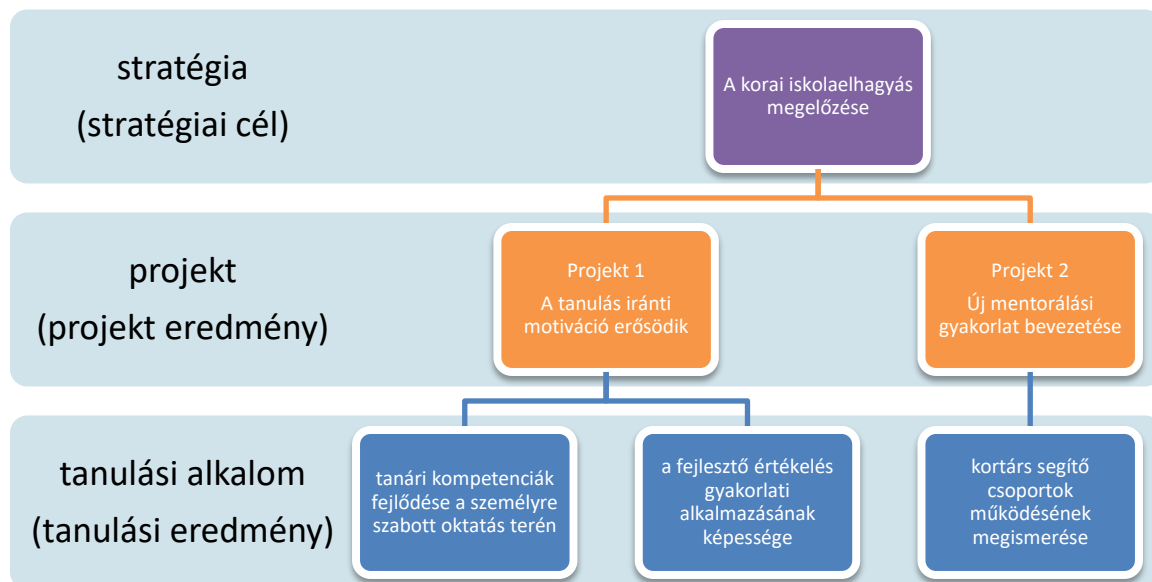 stratégia
(stratégiai cél)
A korai iskolaelhagyás
megelőzése
projekt
(projekt eredmény)
Projekt 1
A tanulás iránti
motiváció erősödik
Projekt 2
Új mentorálási
gyakorlat bevezetése
tanulási alkalom
(tanulási eredmény)
tanári kompetenciák
fejlődése a személyre
szabott oktatás terén
a fejlesztő értékelés
gyakorlati
alkalmazásának
képessége
kortárs segítő
csoportok
működésének
megismerése